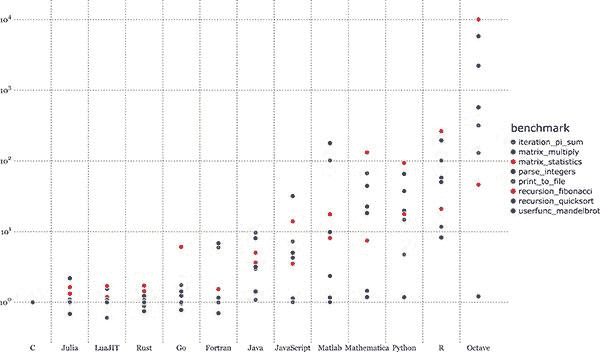 10⁴
10³
10²
10¹
10⁰
benchmark
iteration_pi_sum
matrix_multiply
matrix_statistics
parse_integers
print_to_file
recursion_fibonacci
recursion_quicksort
userfunc_mandelbrot
C Julia LuaJIT Rust Go Fortran Java JavaScript Matlab Mathematica Python R Octave